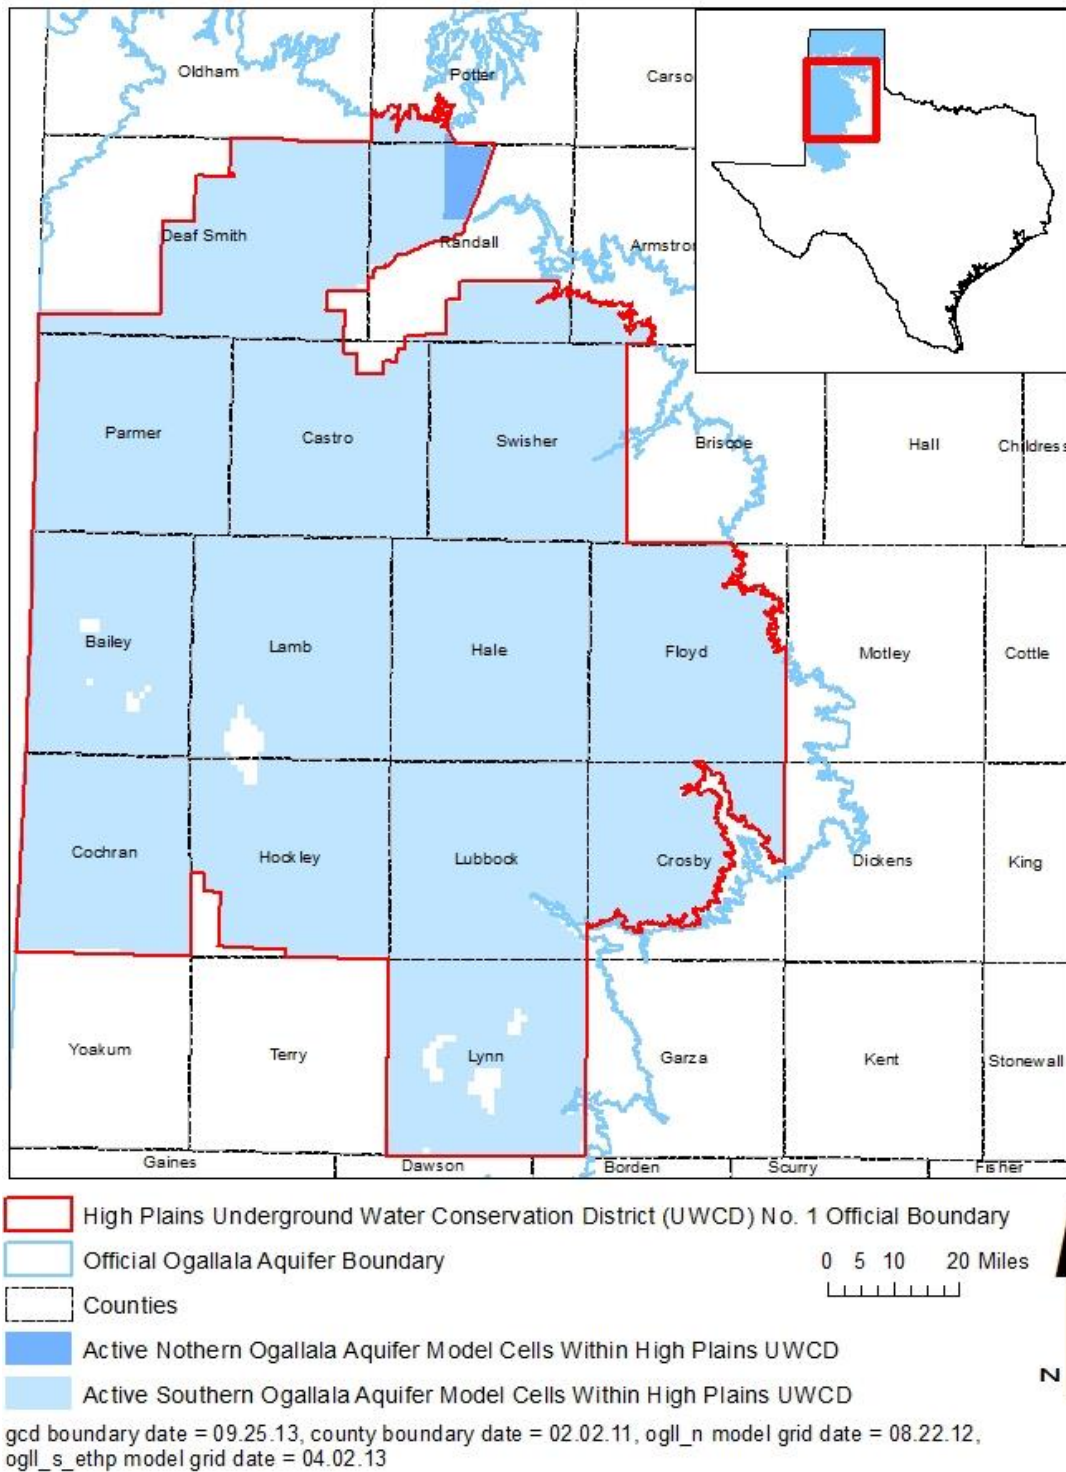 Oldham
Potter
Carso
Deaf Smith
Randall
Armstror
Parmer
Castro
Swisher
Briscoe
Hall
Childress
Bailey
Lamb
Hale
Floyd
Motley
Cottle
Cochran
Hockley
Lubbock
Crosby
Dickens
King
Yoakum
Terry
Lynn
Garza
Kent
Stonewall
Gaines
Dawson
Borden
Scurry
Fisher
High Plains Underground Water Conservation District (UWCD) No. 1 Official Boundary
Official Ogallala Aquifer Boundary
0 5 10 20 Miles
Counties
Active Nothern Ogallala Aquifer Model Cells Within High Plains UWCD
N
Active Southern Ogallala Aquifer Model Cells Within High Plains UWCD
gcd boundary date = 09.25.13, county boundary date = 02.02.11, ogll_n model grid date = 08.22.12,
ogll_s_ethp model grid date = 04.02.13